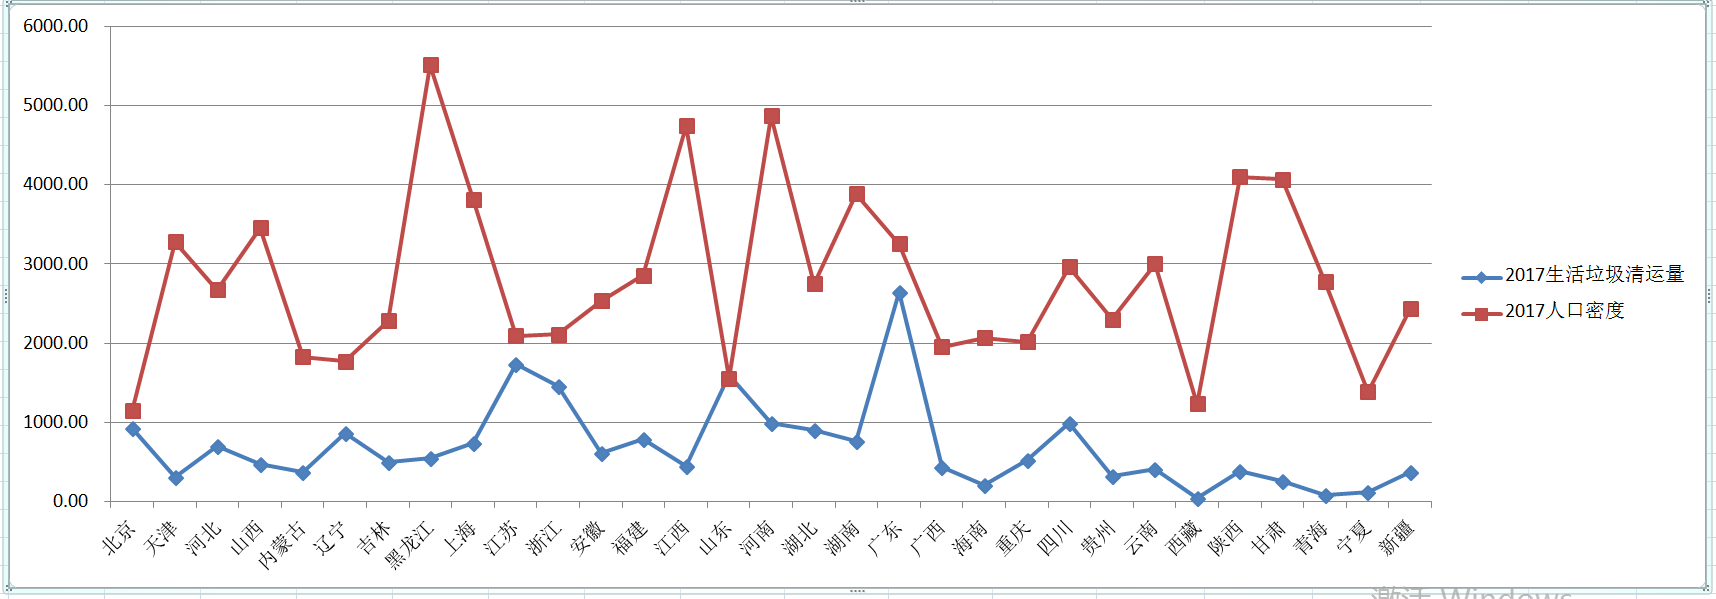 6000.00
5000.00
4000.00
3000.00
2000.00
1000.00
0.00
北京
天津
河北
山西
内蒙古
辽宁
吉林
黑龙江
上海
江苏
浙江
安徽
福建
江西
山东
河南
湖北
湖南
广东
广西
海南
重庆
四川
贵州
云南
西藏
陕西
甘肃
青海
宁夏
新疆
2017生活垃圾清运量
2017人口密度
激活 Windows